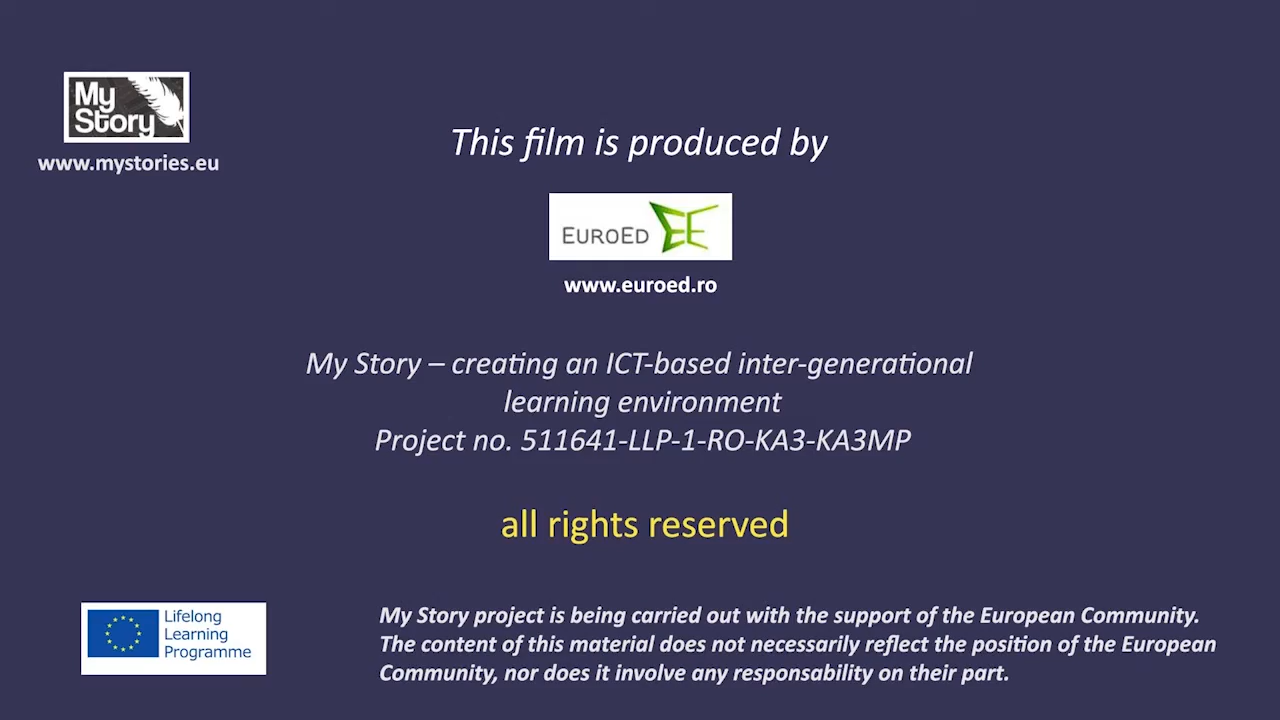 My
Story
www.mystories.eu
This film is produced by
EUROED
www.euroed.ro
My Story – creating an ICT-based inter-generational
learning environment
Project no. 511641-LLP-1-RO-KA3-KA3MP
all rights reserved
Lifelong
Learning
Programme
My Story project is being carried out with the support of the European Community.
The content of this material does not necessarily reflect the position of the European
Community, nor does it involve any responsability on their part.